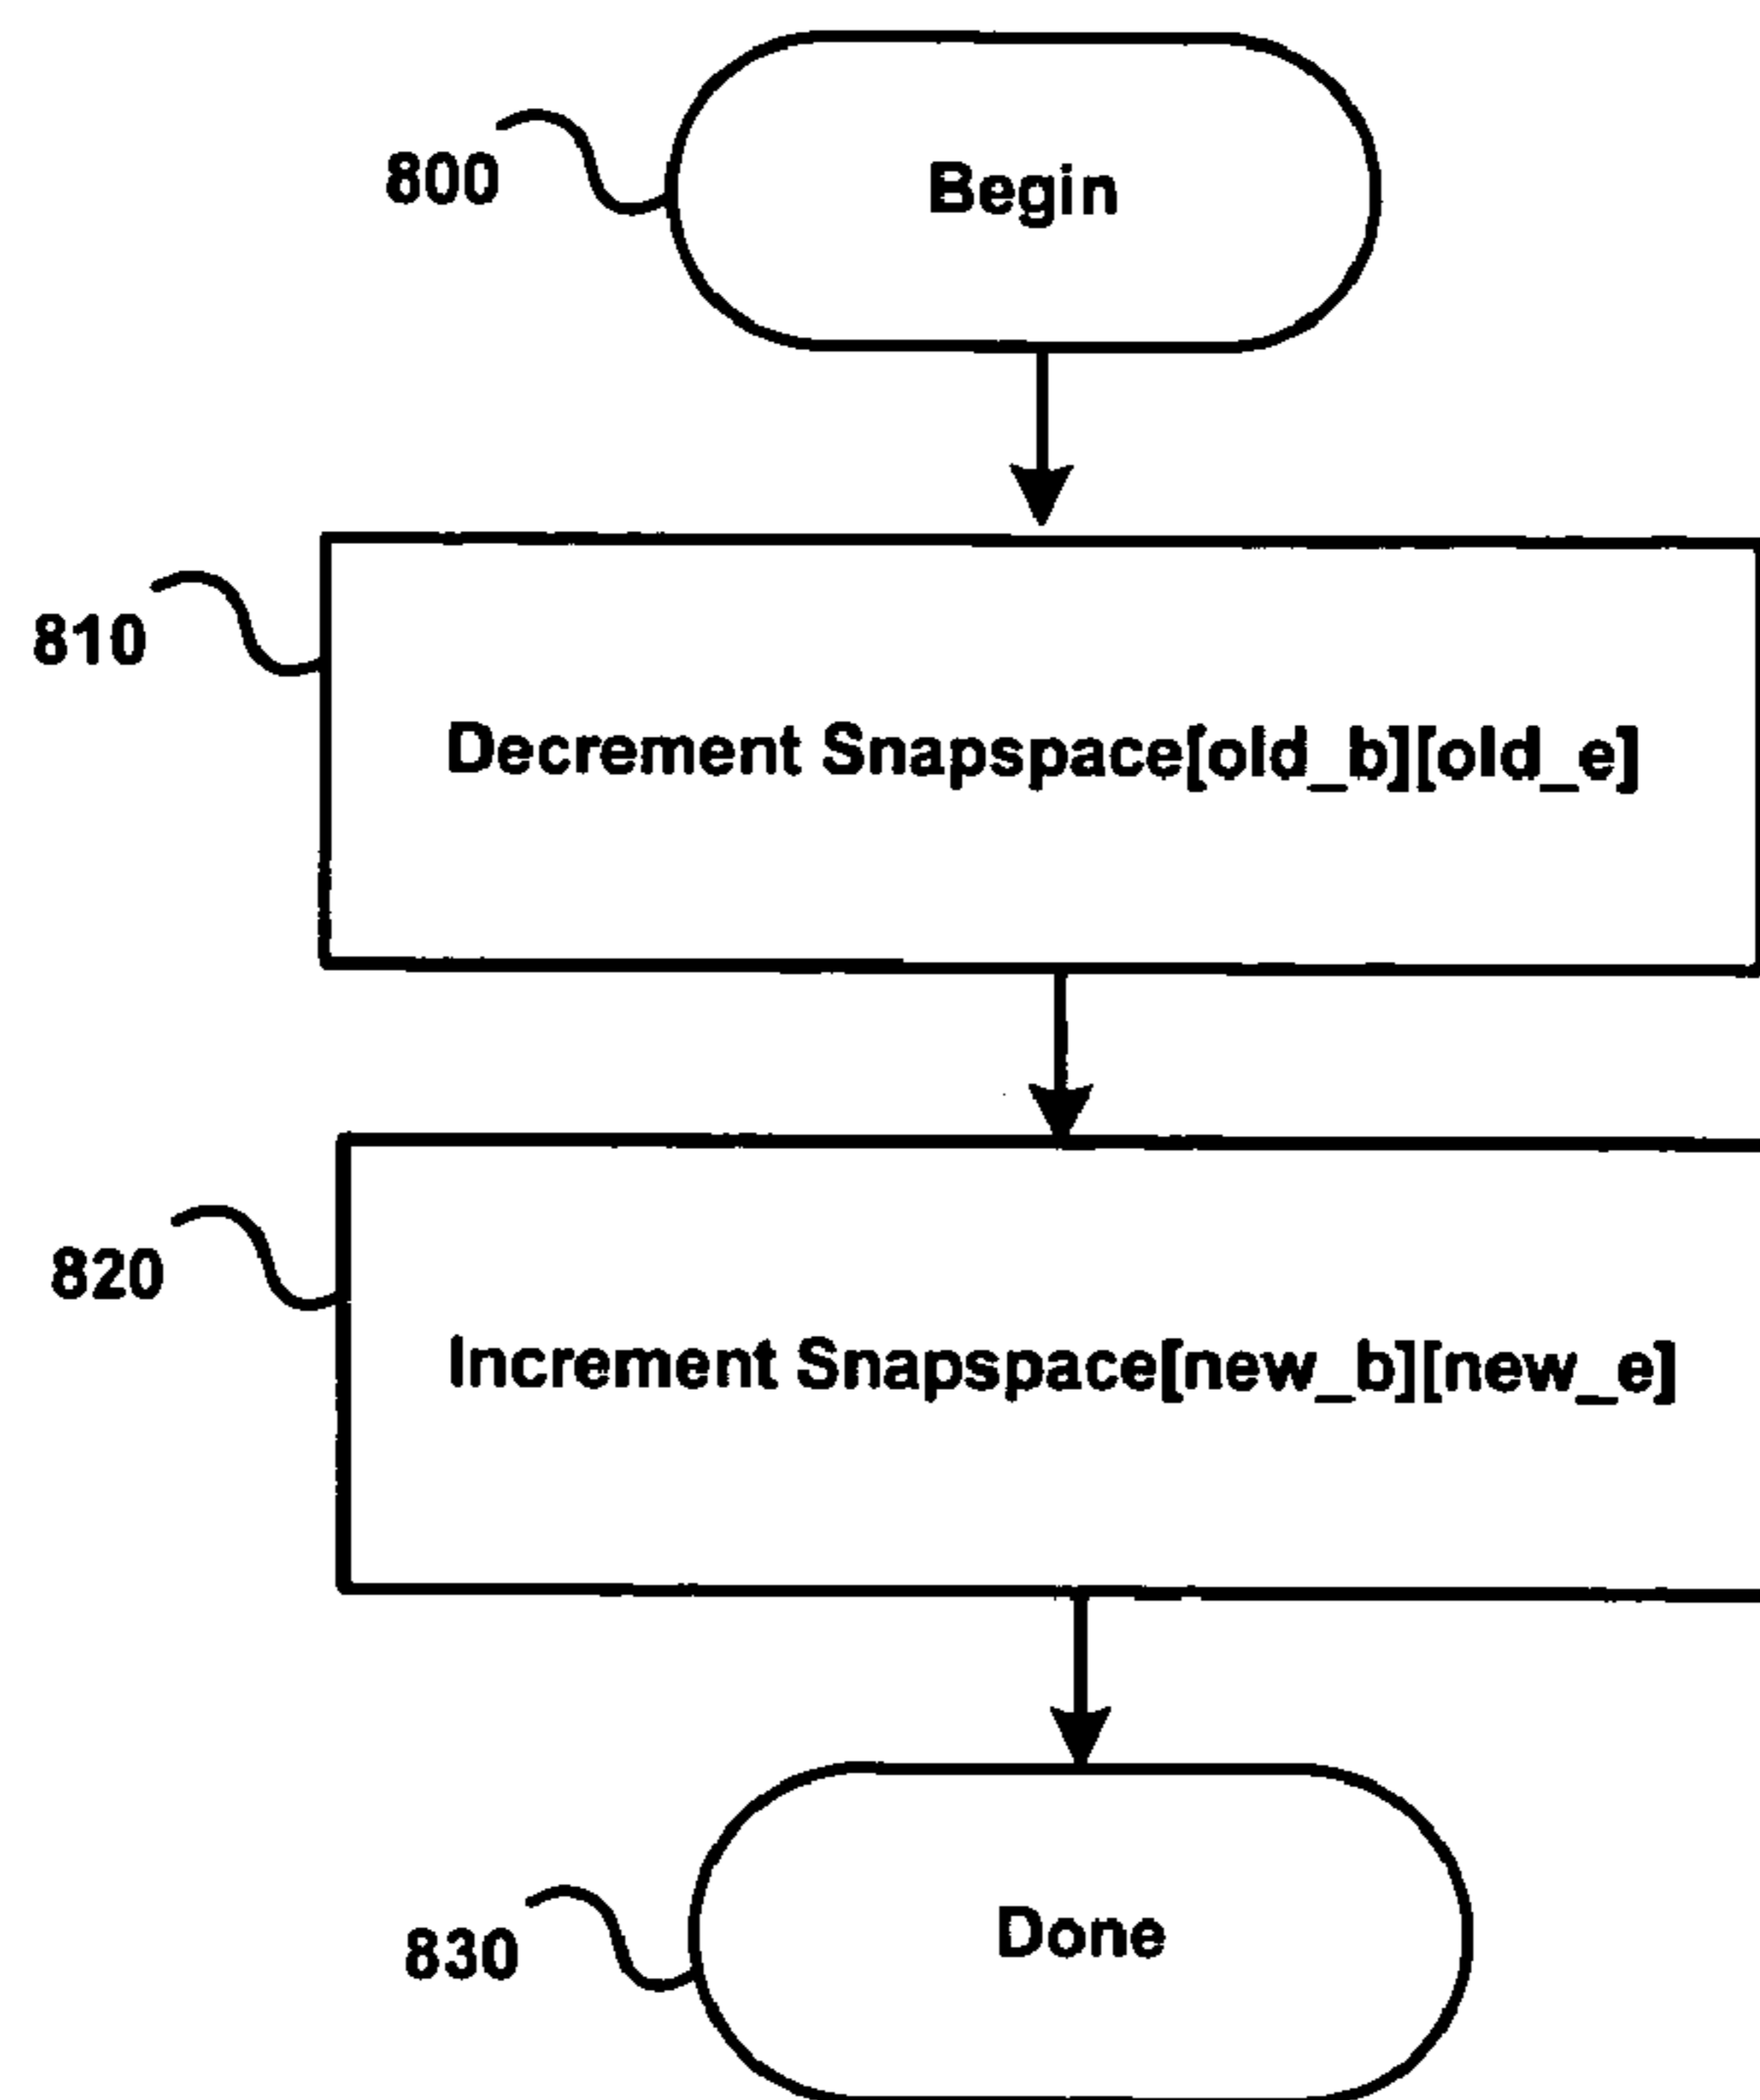 800
Begin
810
Decrement Snapspace[old_b][old_e]
820
Increment Snapspace[new_b][new_e]
830
Done